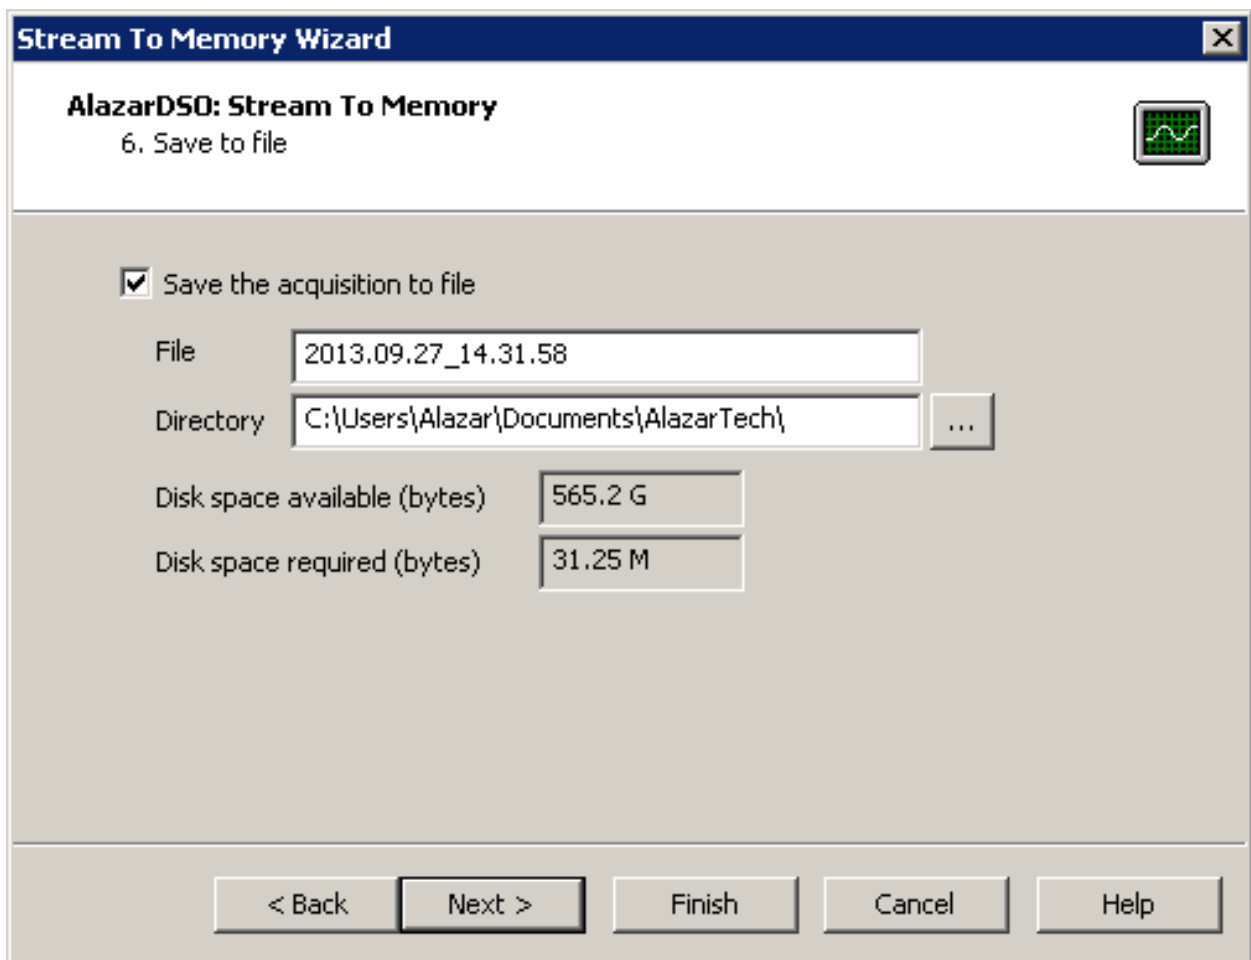 Stream To Memory Wizard
AlazarDSO: Stream To Memory
6. Save to file
Save the acquisition to file
File 2013.09.27_14.31.58
Directory C:\Users\Alazar\Documents\AlazarTech\ ...
Disk space available (bytes) 565.2 G
Disk space required (bytes) 31.25 M
< Back Next > Finish Cancel Help